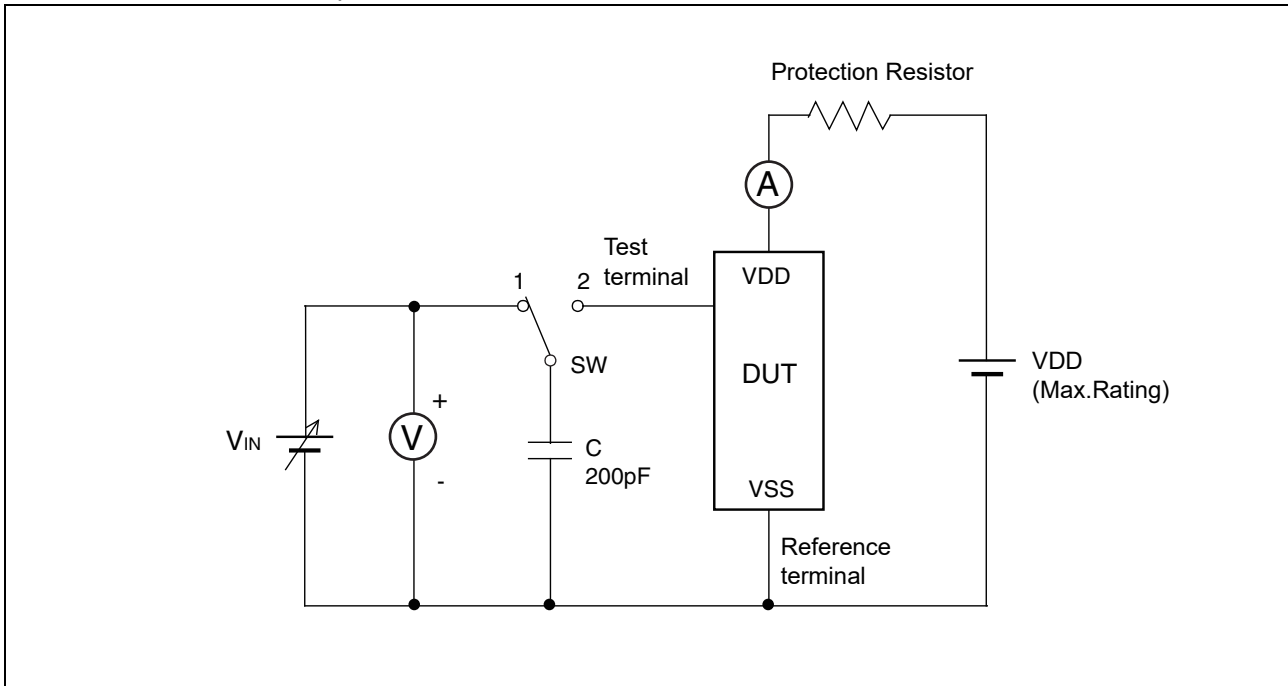 Protection Resistor
A
Test
terminal
1
2
VDD
SW
DUT
VDD
(Max.Rating)
+
VIN
V
C
200pF
-
VSS
Reference
terminal